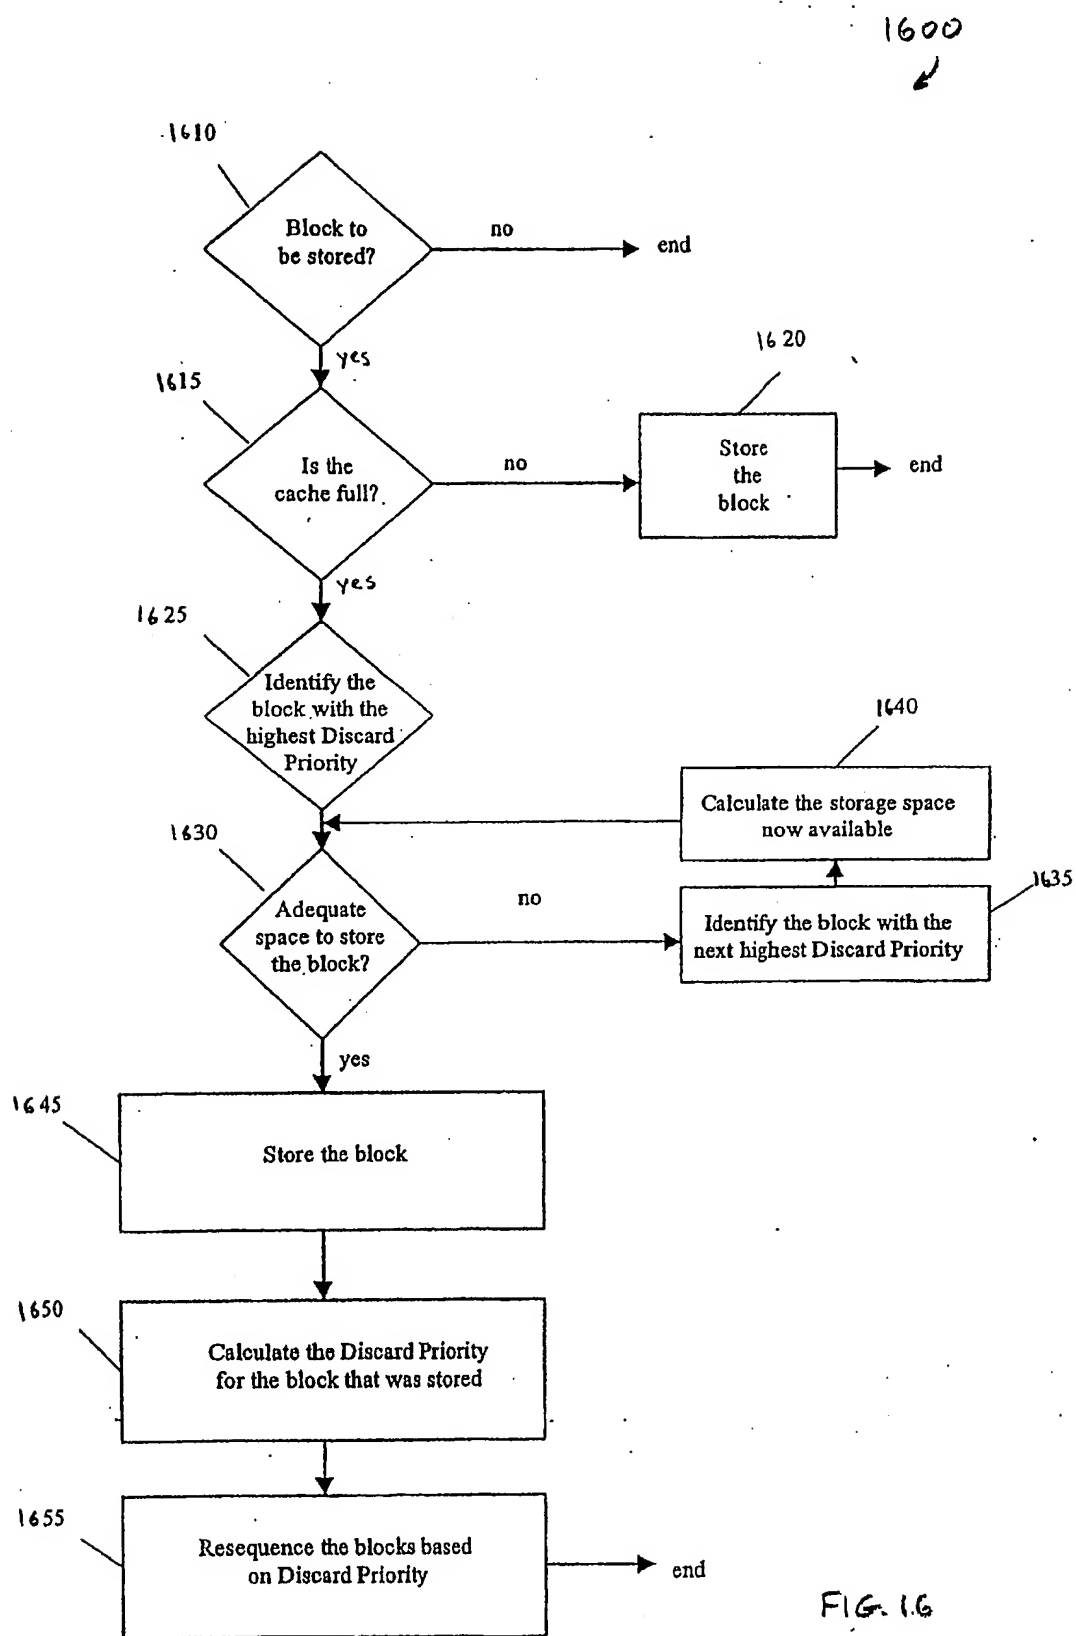 1600
1610
Block to
be stored?
no
end
yes
1620
1615
Is the
cache full?
no
Store
the
block
end
yes
1625
Identify the
block with the
highest Discard
Priority
1640
Calculate the storage space
now available
1630
1635
Adequate
space to store
the block?
no
Identify the block with the
next highest Discard Priority
yes
1645
Store the block
1650
Calculate the Discard Priority
for the block that was stored
1655
Resequence the blocks based
on Discard Priority
end
FIG. 16